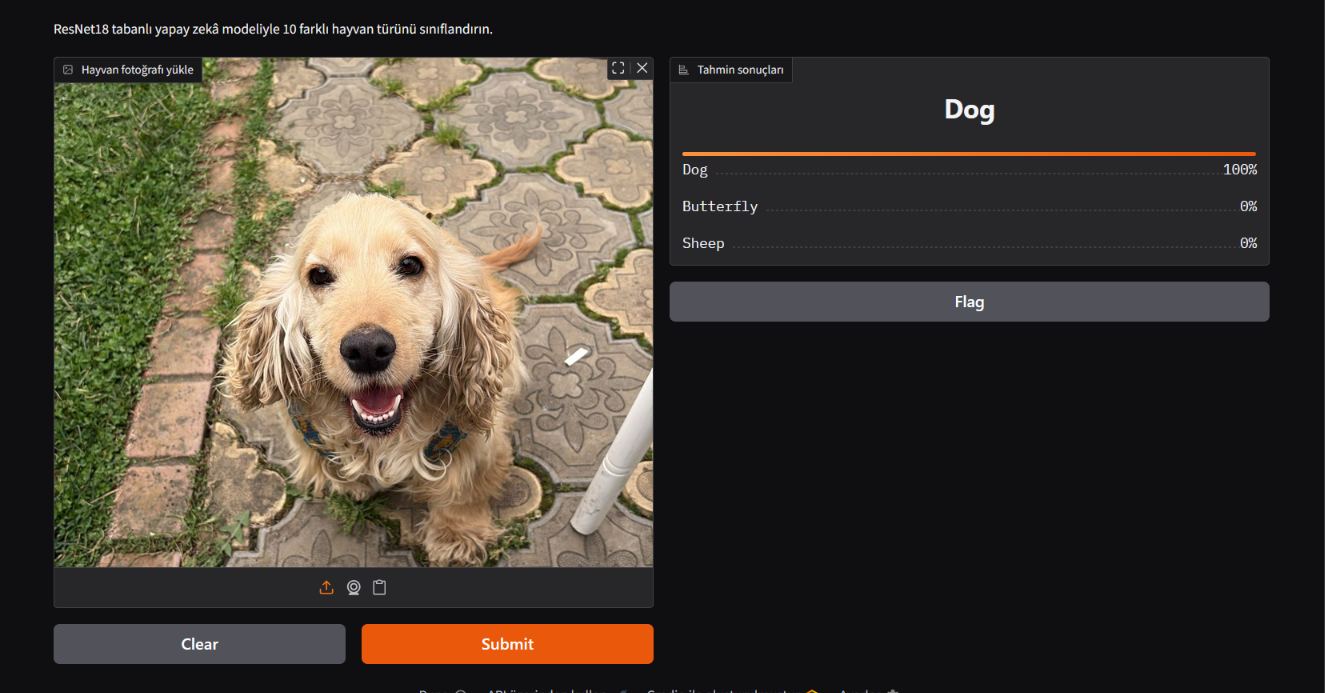 ResNet18 tabanlı yapay zekâ modeliyle 10 farklı hayvan türünü sınıflandırın.
Hayvan fotoğrafı yükle
Tahmin sonuçları
Dog
Dog 100%
Butterfly 0%
Sheep 0%
Flag
Clear
Submit